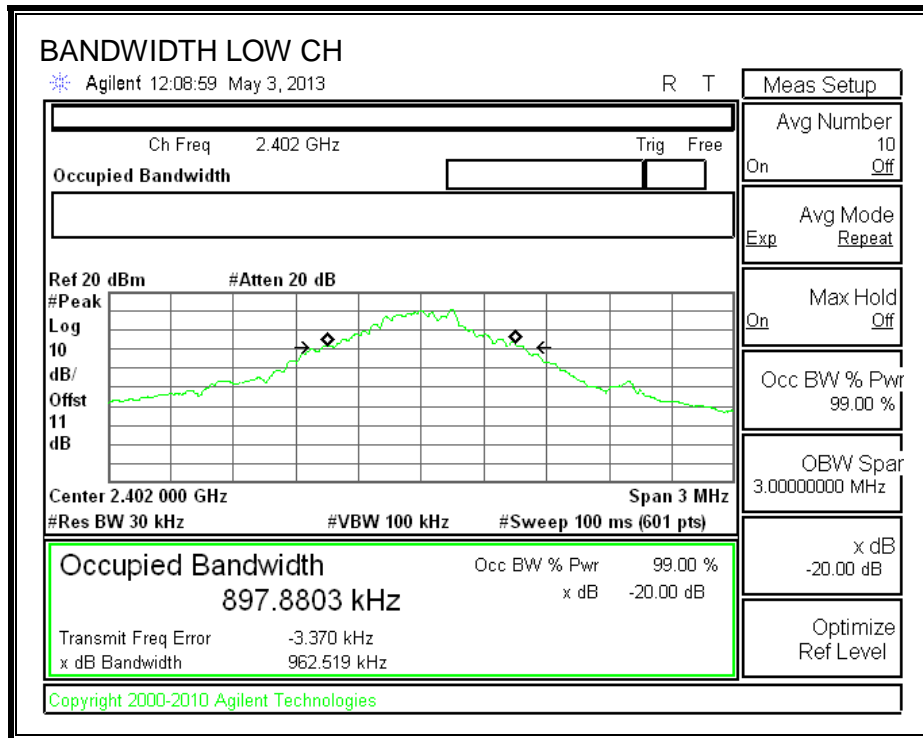 BANDWIDTH LOW CH
Agilent 12:08:59 May 3, 2013 R T
Ch Freq 2.402 GHz Trig Free
Occupied Bandwidth
Ref 20 dBm #Atten 20 dB
#Peak
Log
10
dB/
Offst
11
dB
Center 2.402 000 GHz Span 3 MHz
#Res BW 30 kHz #VBW 100 kHz #Sweep 100 ms (601 pts)
Occupied Bandwidth
897.8803 kHz
Occ BW % Pwr 99.00 %
x dB -20.00 dB
Transmit Freq Error -3.370 kHz
x dB Bandwidth 962.519 kHz
Copyright 2000-2010 Agilent Technologies
Meas Setup
Avg Number
10
On Off
Avg Mode
Exp Repeat
Max Hold
On Off
Occ BW % Pwr
99.00 %
OBW Span
3.00000000 MHz
x dB
-20.00 dB
Optimize
Ref Level